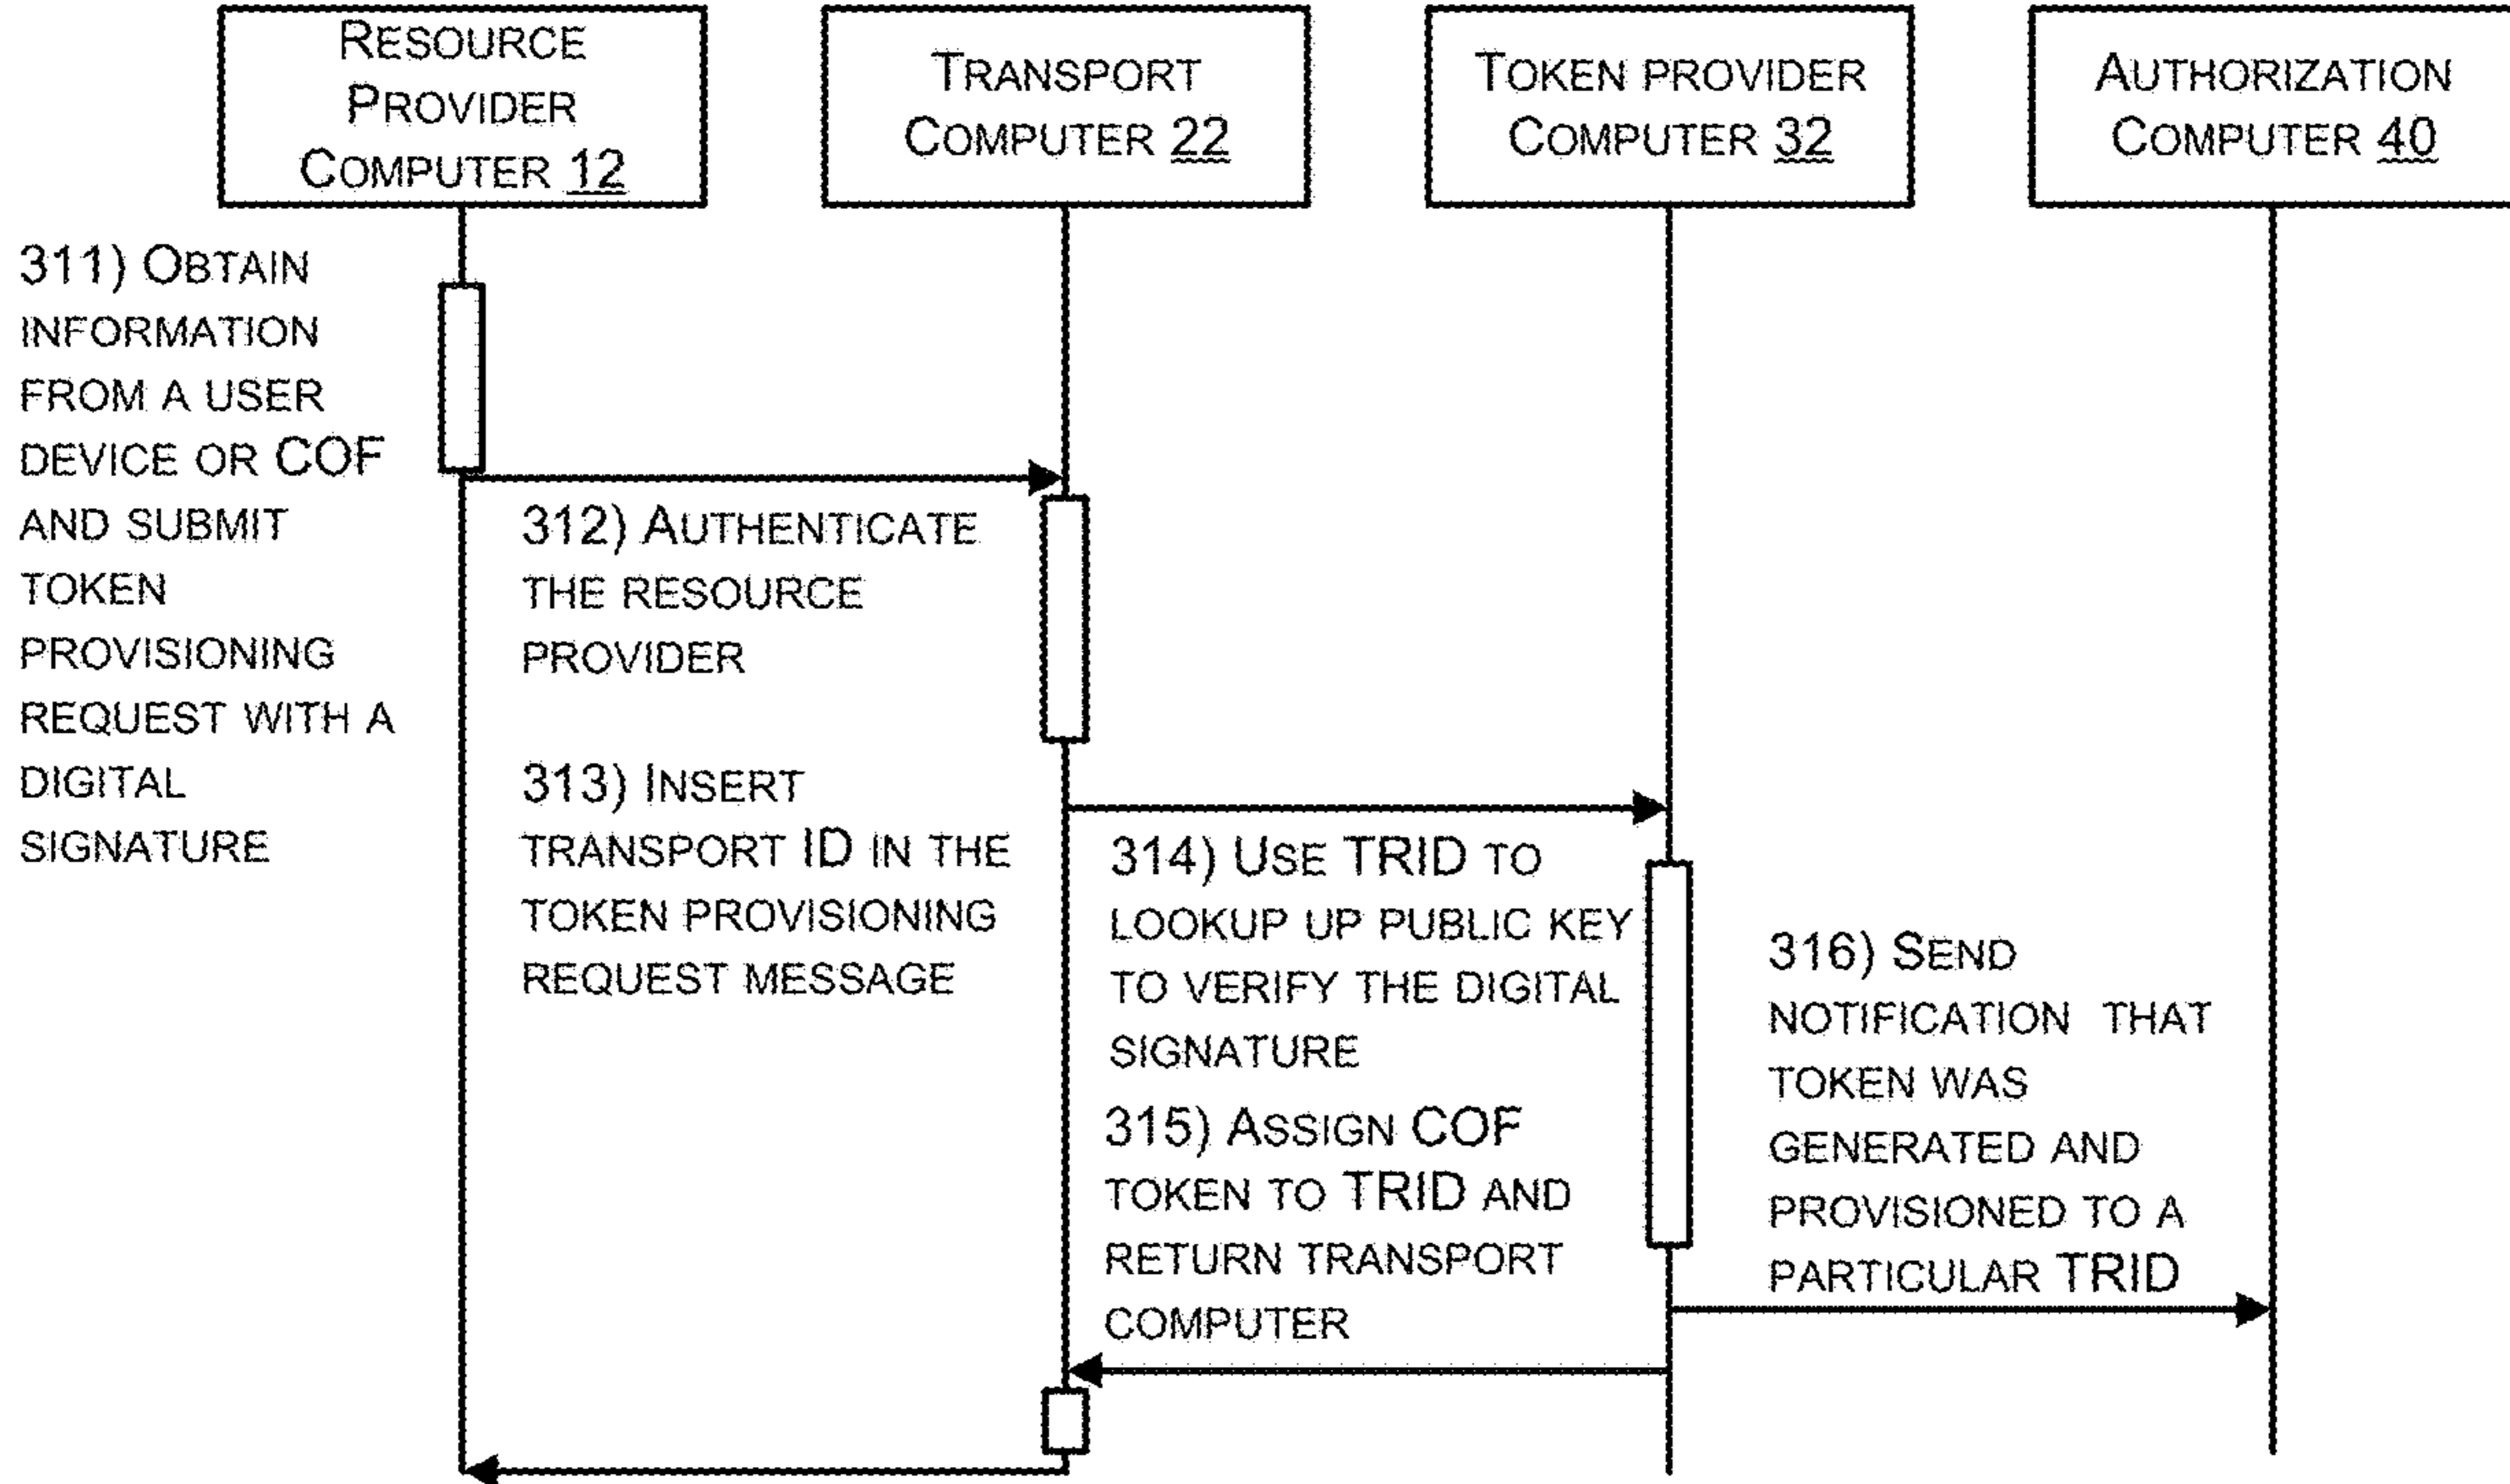 RESOURCE
PROVIDER
COMPUTER 12
TRANSPORT
COMPUTER 22
TOKEN PROVIDER
COMPUTER 32
AUTHORIZATION
COMPUTER 40
311) OBTAIN
INFORMATION
FROM A USER
DEVICE OR COF
AND SUBMIT
TOKEN
PROVISIONING
REQUEST WITH A
DIGITAL
SIGNATURE
312) AUTHENTICATE
THE RESOURCE
PROVIDER
313) INSERT
TRANSPORT ID IN THE
TOKEN PROVISIONING
REQUEST MESSAGE
314) USE TRID TO
LOOKUP UP PUBLIC KEY
TO VERIFY THE DIGITAL
SIGNATURE
315) ASSIGN COF
TOKEN TO TRID AND
RETURN TRANSPORT
COMPUTER
316) SEND
NOTIFICATION THAT
TOKEN WAS
GENERATED AND
PROVISIONED TO A
PARTICULAR TRID